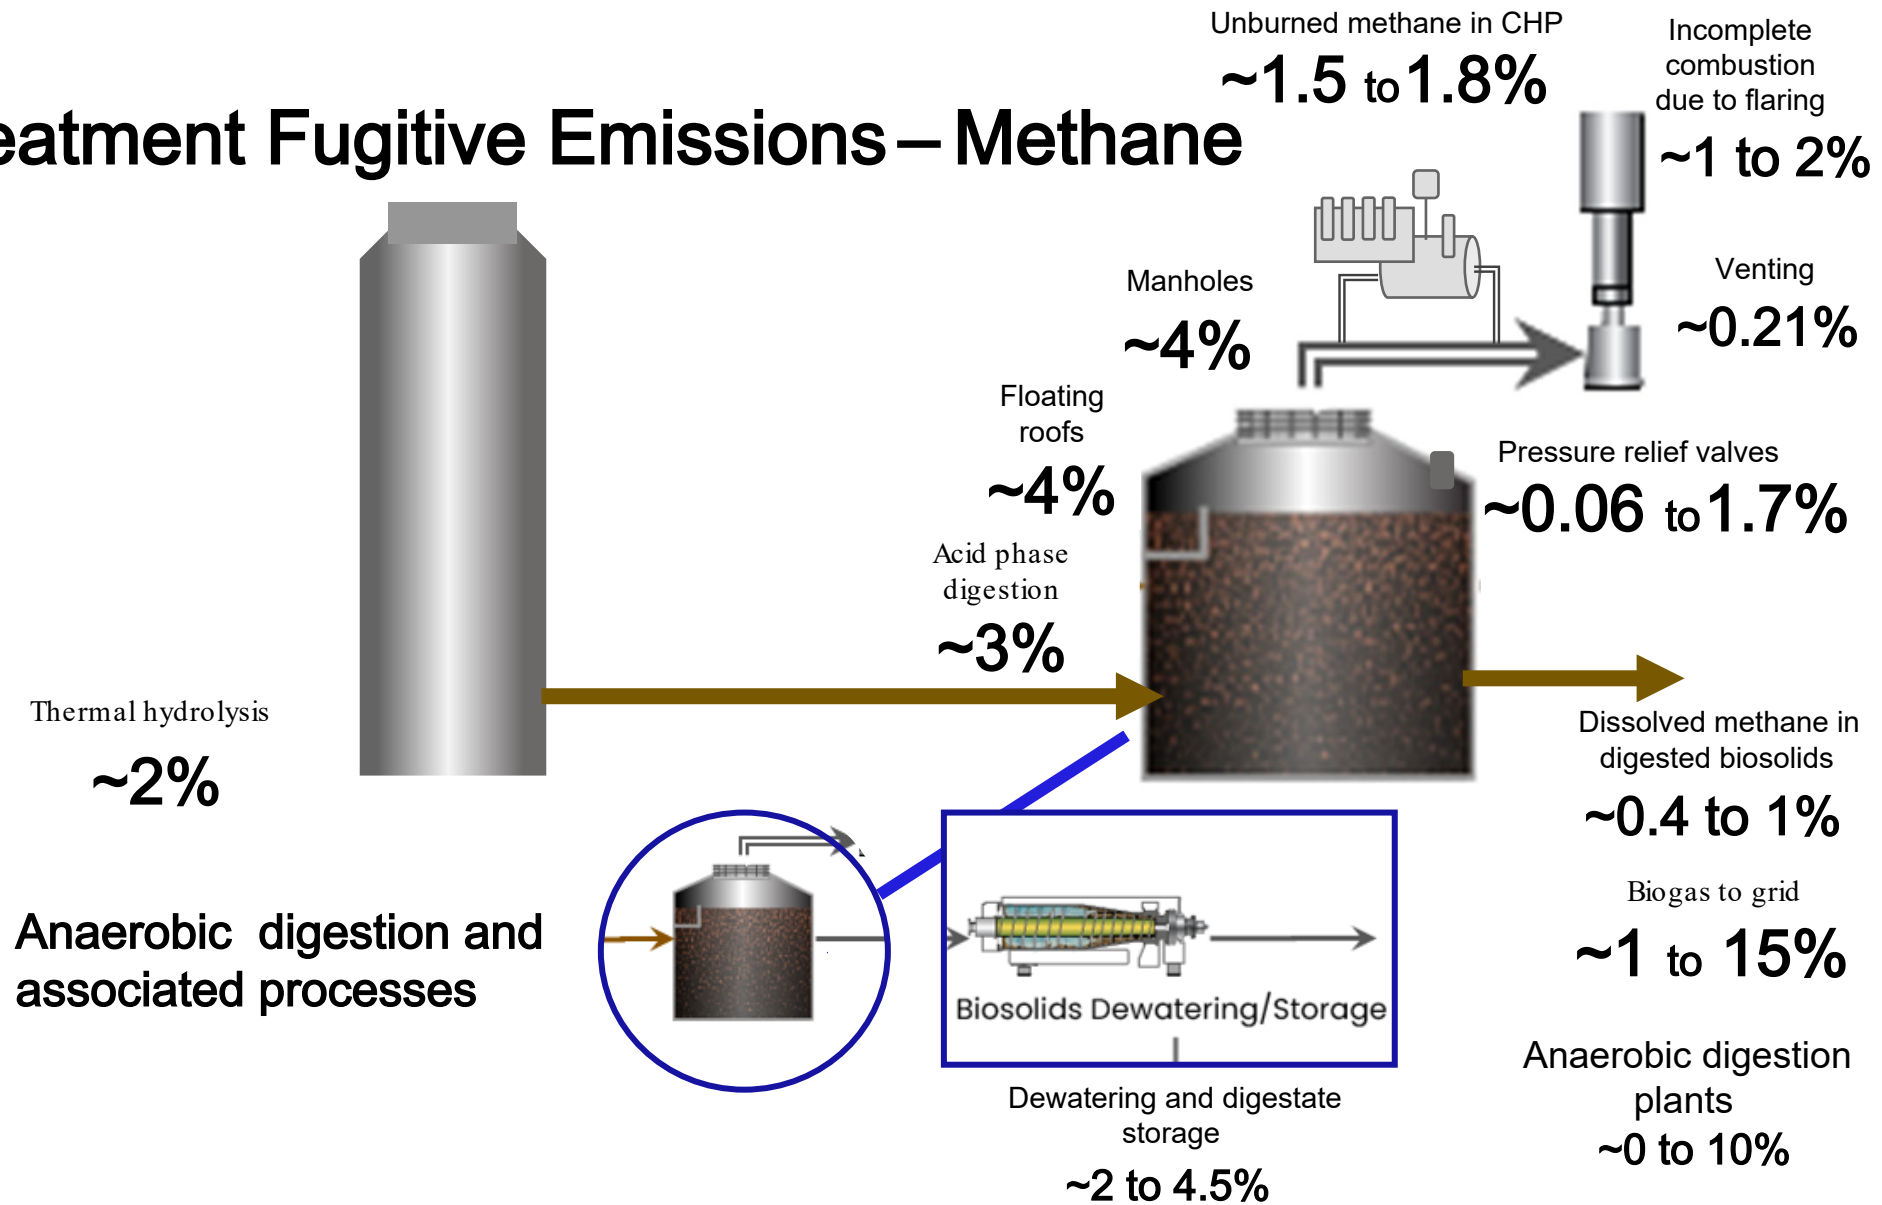 Unburned methane in CHP
~1.5 to 1.8%
Incomplete
combustion
due to flaring
~1 to 2%
eatment Fugitive Emissions – Methane
Venting
~0.21%
Manholes
~4%
Floating
roofs
~4%
Pressure relief valves
~0.06 to 1.7%
Acid phase
digestion
~3%
Thermal hydrolysis
~2%
Dissolved methane in
digested biosolids
~0.4 to 1%
Biogas to grid
~1 to 15%
Anaerobic digestion and
associated processes
Biosolids Dewatering/Storage
Dewatering and digestate
storage
~2 to 4.5%
Anaerobic digestion
plants
~0 to 10%